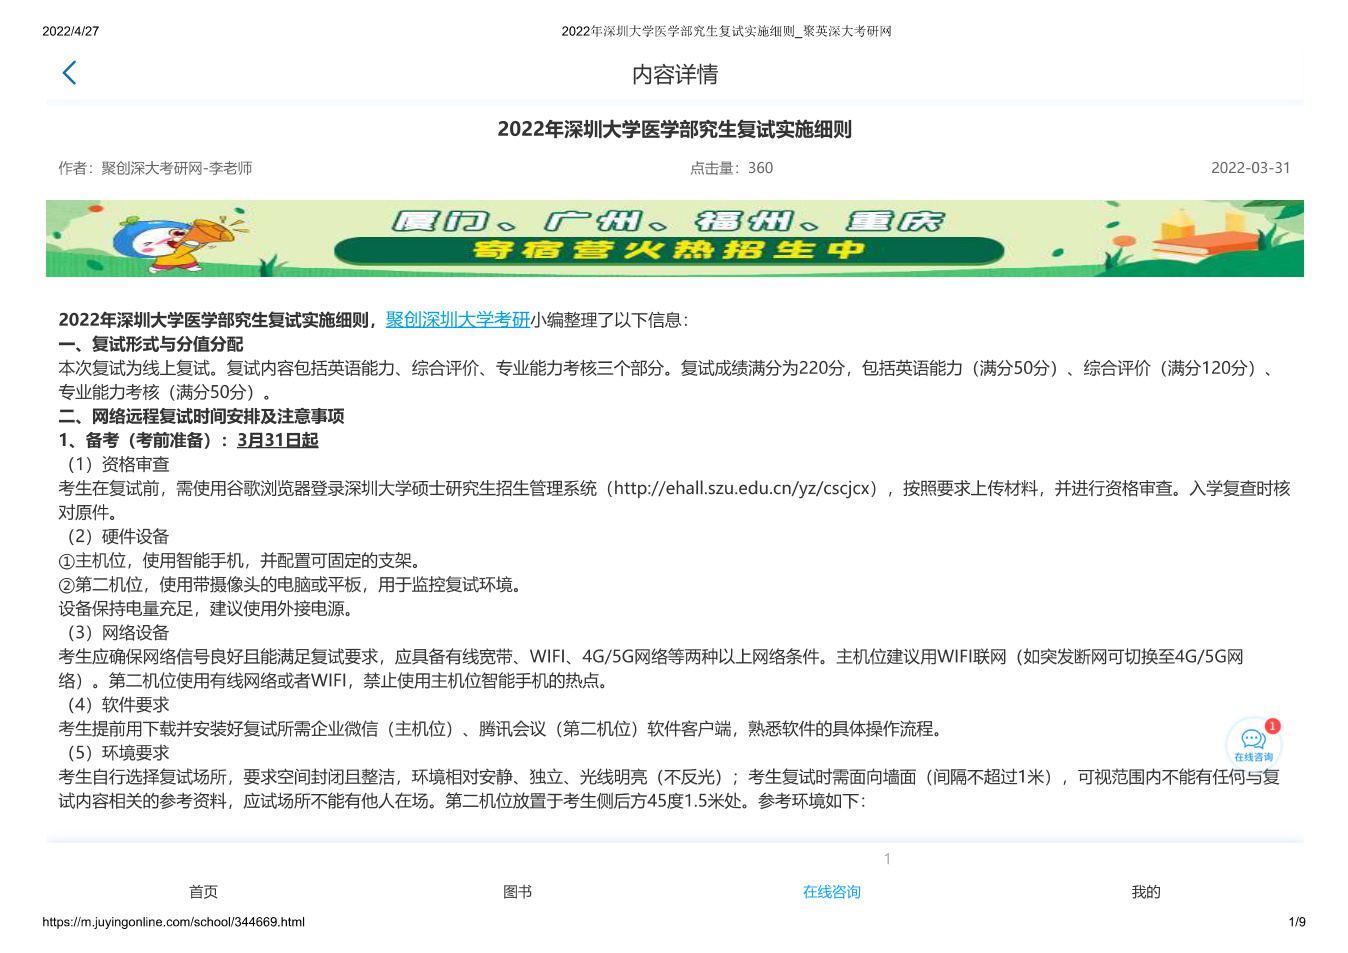 2022/4/27
2022年深圳大学医学部究生复试实施细则_聚英深大考研网
内容详情
2022年深圳大学医学部究生复试实施细则
作者：聚创深大考研网-李老师
点击量：360
2022-03-31
厦门、广州、福州、重庆
寄宿营火热招生中
2022年深圳大学医学部究生复试实施细则，聚创深圳大学考研小编整理了以下信息：
一、复试形式与分值分配
本次复试为线上复试。复试内容包括英语能力、综合评价、专业能力考核三个部分。复试成绩满分为220分，包括英语能力（满分50分）、综合评价（满分120分）、
专业能力考核（满分50分）。
二、网络远程复试时间安排及注意事项
1、备考（考前准备）：3月31日起
（1）资格审查
考生在复试前，需使用谷歌浏览器登录深圳大学硕士研究生招生管理系统（http://ehall.szu.edu.cn/yz/cscjcx），按照要求上传材料，并进行资格审查。入学复查时核
对原件。
（2）硬件设备
①主机位，使用智能手机，并配置可固定的支架。
②第二机位，使用带摄像头的电脑或平板，用于监控复试环境。
设备保持电量充足，建议使用外接电源。
（3）网络设备
考生应确保网络信号良好且能满足复试要求，应具备有线宽带、WIFI、4G/5G网络等两种以上网络条件。主机位建议用WIFI联网（如突发断网可切换至4G/5G网
络）。第二机位使用有线网络或者WIFI，禁止使用主机位智能手机的热点。
（4）软件要求
考生提前用下载并安装好复试所需企业微信（主机位）、腾讯会议（第二机位）软件客户端，熟悉软件的具体操作流程。
（5）环境要求
考生自行选择复试场所，要求空间封闭且整洁，环境相对安静、独立、光线明亮（不反光）；考生复试时需面向墙面（间隔不超过1米），可视范围内不能有任何与复
试内容相关的参考资料，应试场所不能有他人在场。第二机位放置于考生侧后方45度1.5米处。参考环境如下：
1
在线咨询
1
首页
图书
在线咨询
我的
https://m.juyingonline.com/school/344669.html
1/9